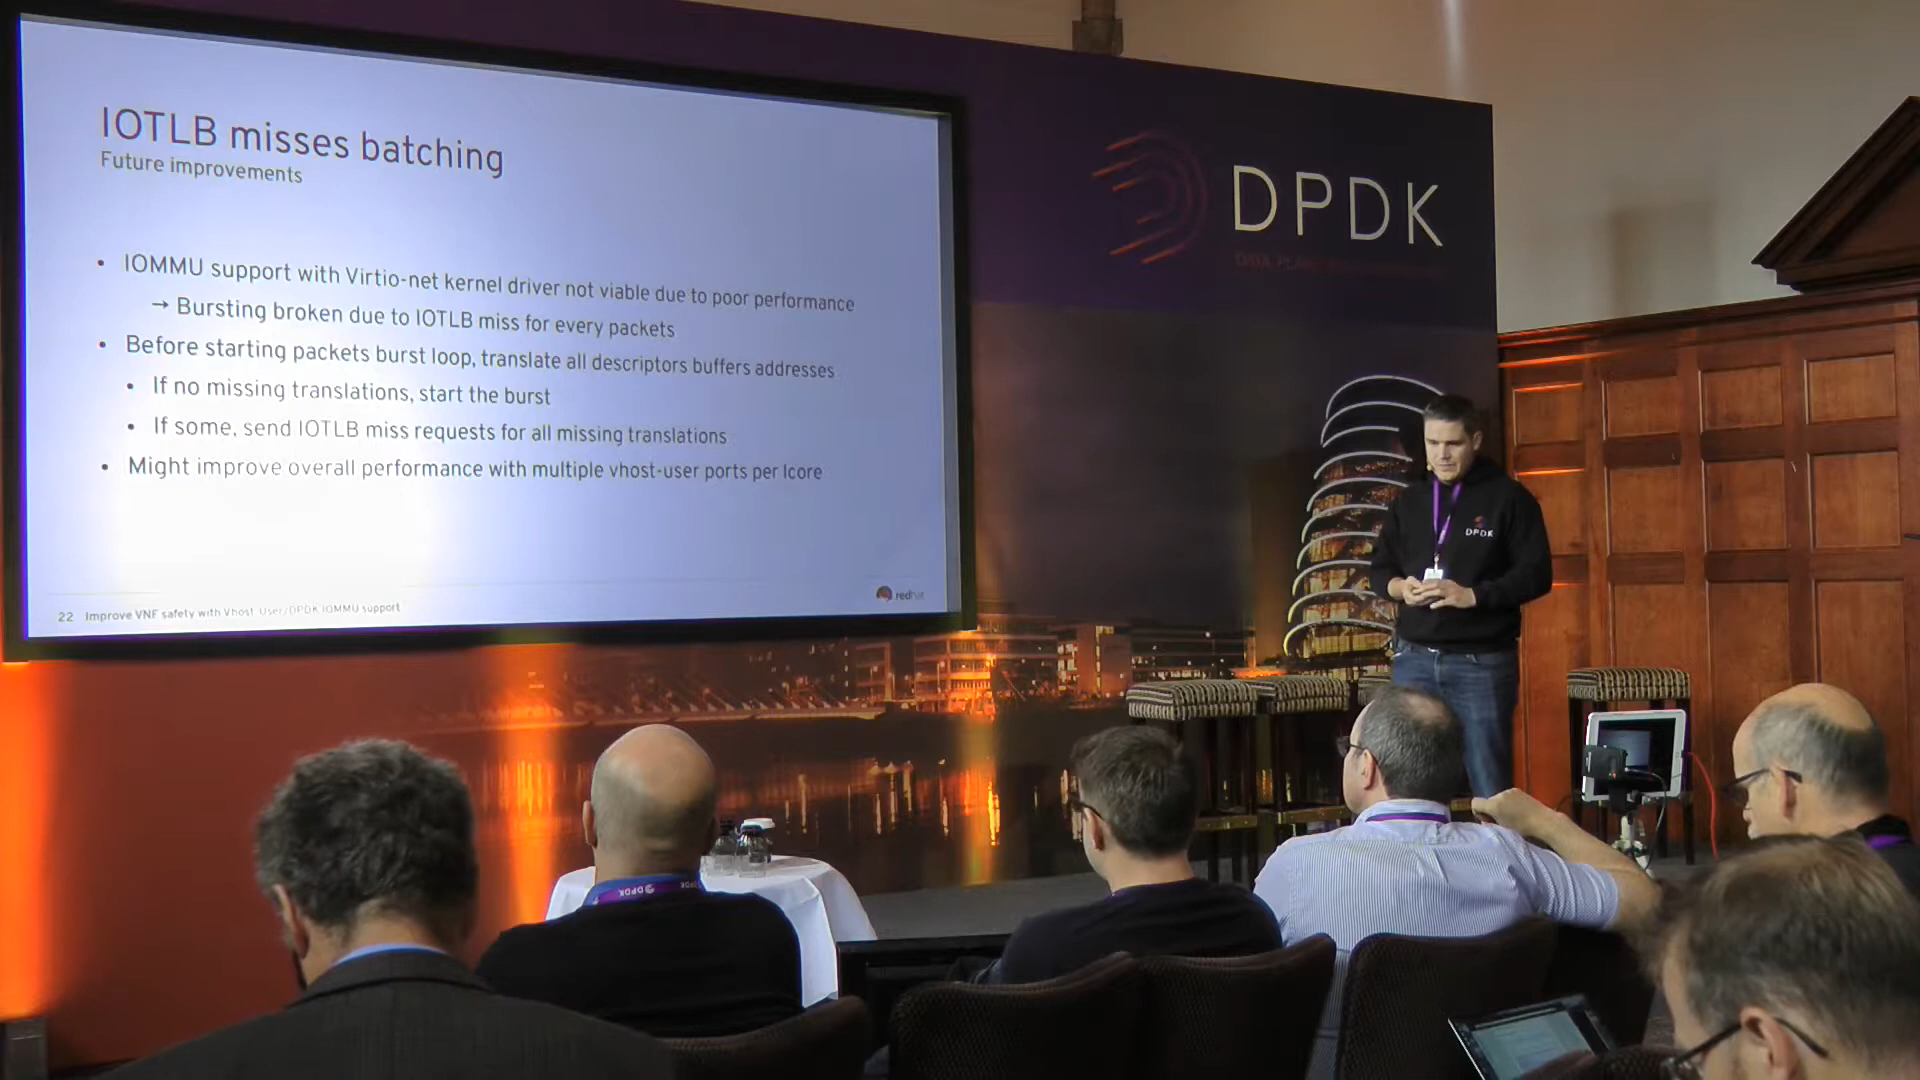 IOTLB misses batching
Future improvements
• IOMMU support with Virtio-net kernel driver not viable due to poor performance
→ Bursting broken due to IOTLB miss for every packets
• Before starting packets burst loop, translate all descriptors buffers addresses
• If no missing translations, start the burst
• If some, send IOTLB miss requests for all missing translations
• Might improve overall performance with multiple vhost-user ports per lcore
22 Improve VNF safety with Vhost-User/DPDK IOMMU support
redhat
DPDK
DATA PLANE
DPDK
DPDK
DPDK